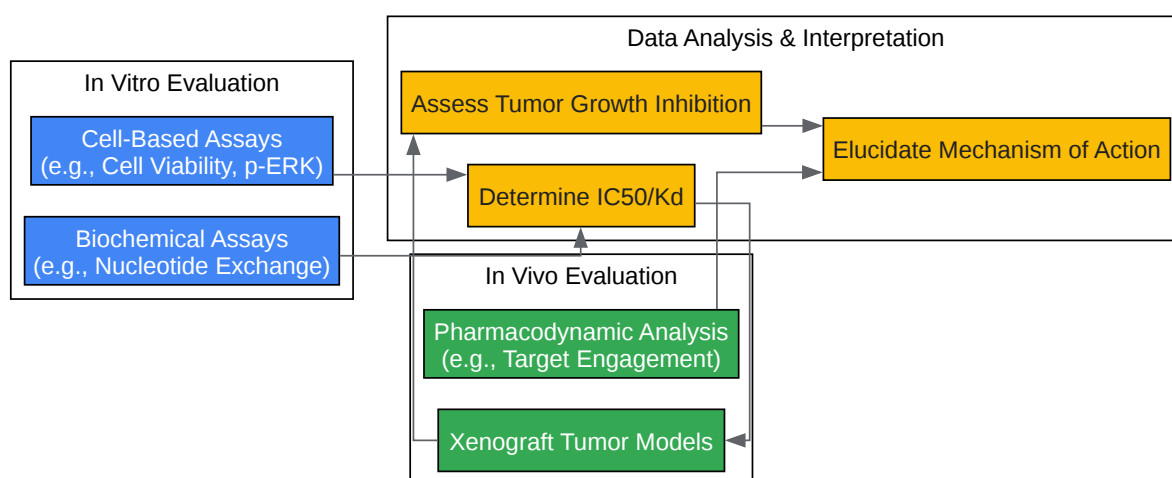 Data Analysis & Interpretation
In Vitro Evaluation
Assess Tumor Growth Inhibition
Cell-Based Assays
(e.g., Cell Viability, p-ERK)
Elucidate Mechanism of Action
Determine IC50/Kd
Biochemical Assays
(e.g., Nucleotide Exchange)
In Vivo Evaluation
Pharmacodynamic Analysis
(e.g., Target Engagement)
Xenograft Tumor Models